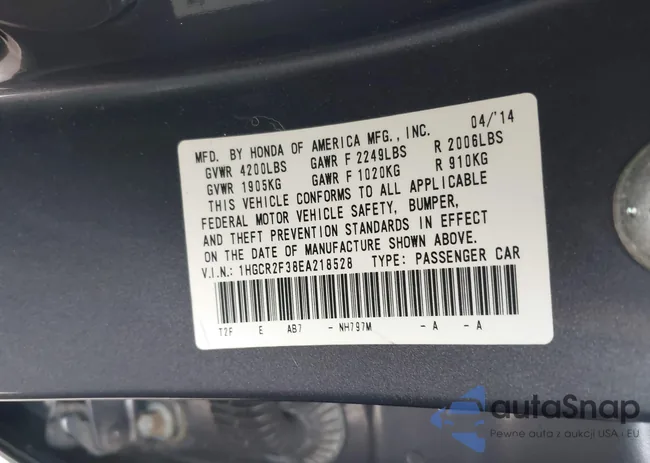 MFD. BY HONDA OF AMERICA MFG., INC. 04/'14
GVWR 4200LBS GAWR F 2249LBS R 2006LBS
GVWR 1905KG GAWR F 1020KG R 910KG
THIS VEHICLE CONFORMS TO ALL APPLICABLE
FEDERAL MOTOR VEHICLE SAFETY, BUMPER,
AND THEFT PREVENTION STANDARDS IN EFFECT
ON THE DATE OF MANUFACTURE SHOWN ABOVE.
V.I.N.: 1HGCR2F38EA218528 TYPE: PASSENGER CAR
T2F E AB7 - NH797M - A - A
autoSnap
Pewne auta z aukcji USA i EU